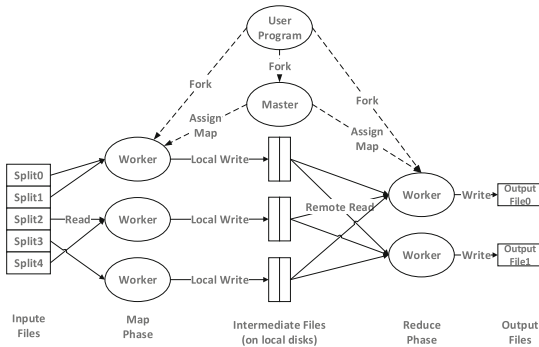 User
Program
Fork
Fork
Fork
Master
Assign
Map
Assign
Map
Worker
Local Write
Split0
Split1
Split2
Split3
Split4
Read
Worker
Local Write
Remote Read
Worker
Write
Output
File0
Worker
Write
Output
File1
Worker
Local Write
Inpute
Files
Map
Phase
Intermediate Files
(on local disks)
Reduce
Phase
Output
Files